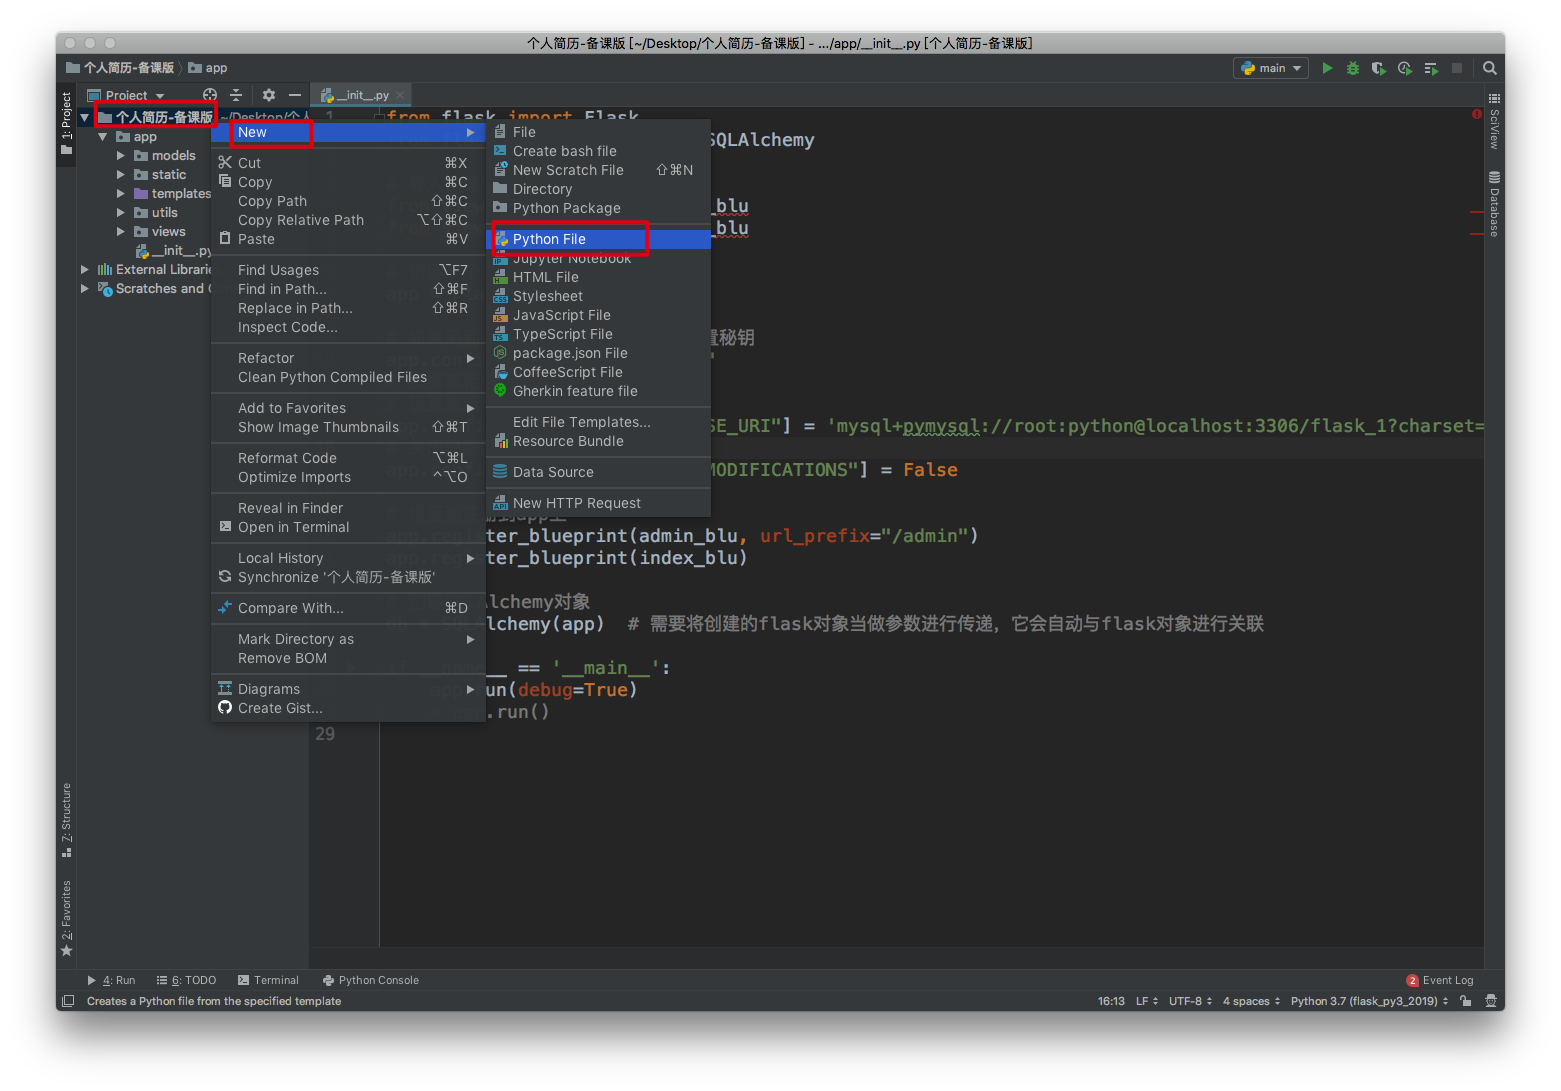 个人简历-备课版 [~/Desktop/个人简历-备课版] - .../app/__init__.py [个人简历-备课版]
个人简历-备课版
app
main
1: Project
Project
__init__.py
个人简历-备课版 ~/Desktop/个人
app
models
static
templates
utils
views
__init__.py
External Librarie
Scratches and
New
Cut ⌘X
Copy ⌘C
Copy Path ⇧⌘C
Copy Relative Path ⌥⇧⌘C
Paste ⌘V
Find Usages ⌥F7
Find in Path... ⇧⌘F
Replace in Path... ⇧⌘R
Inspect Code...
Refactor
Clean Python Compiled Files
Add to Favorites
Show Image Thumbnails ⇧⌘T
Reformat Code ⌥⌘L
Optimize Imports ^⌥O
Reveal in Finder
Open in Terminal
Local History
Synchronize '个人简历-备课版'
Compare With... ⌘D
Mark Directory as
Remove BOM
Diagrams
Create Gist...
File
Create bash file
New Scratch File ⇧⌘N
Directory
Python Package
Python File
Jupyter Notebook
HTML File
Stylesheet
JavaScript File
TypeScript File
package.json File
CoffeeScript File
Gherkin feature file
Edit File Templates...
Resource Bundle
Data Source
New HTTP Request
1 from flask import Flask
SQLAlchemy
_blu
_blu
置秘钥
SE_URI"] = 'mysql+pymysql://root:python@localhost:3306/flask_1?charset=
MODIFICATIONS"] = False
ter_blueprint(admin_blu, url_prefix="/admin")
ter_blueprint(index_blu)
Alchemy对象
lchemy(app) # 需要将创建的flask对象当做参数进行传递，它会自动与flask对象进行关联
__ == '__main__':
un(debug=True)
.run()
29
SciView
Database
7: Structure
2: Favorites
4: Run
6: TODO
Terminal
Python Console
2 Event Log
Creates a Python file from the specified template
16:13
LF
UTF-8
4 spaces
Python 3.7 (flask_py3_2019)